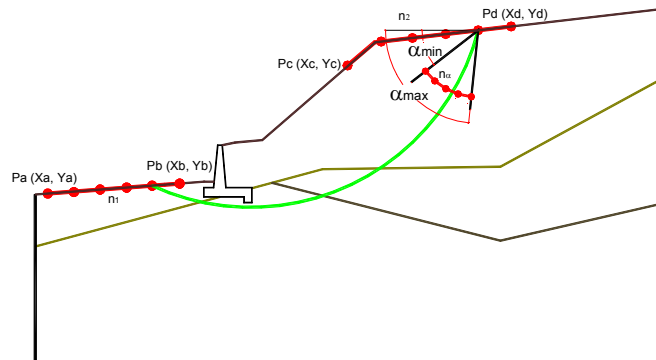 n2
Pd (Xd, Yd)
Pc (Xc, Yc)
αmin
nα
αmax
Pb (Xb, Yb)
Pa (Xa, Ya)
n1